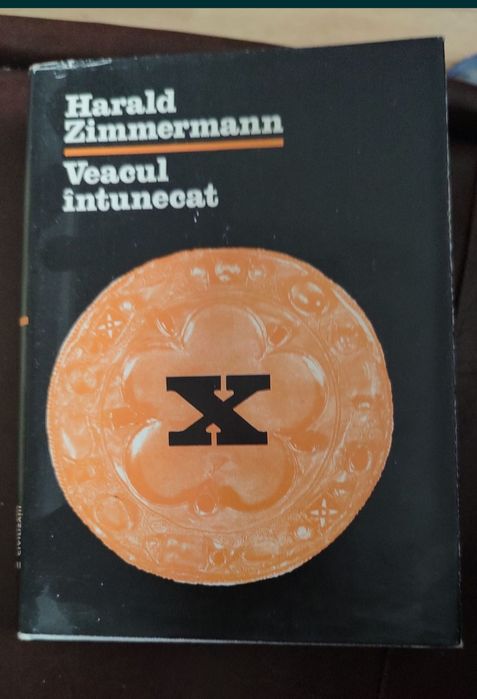 Harald
Zimmermann
Veacul
întunecat
X